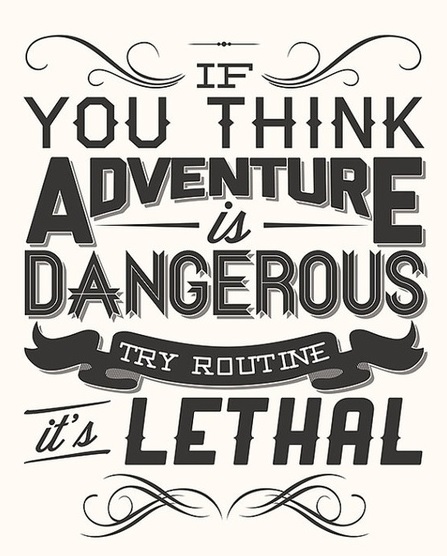 IF
YOU THINK
ADVENTURE
is
DANGEROUS
TRY ROUTINE
it's LETHAL